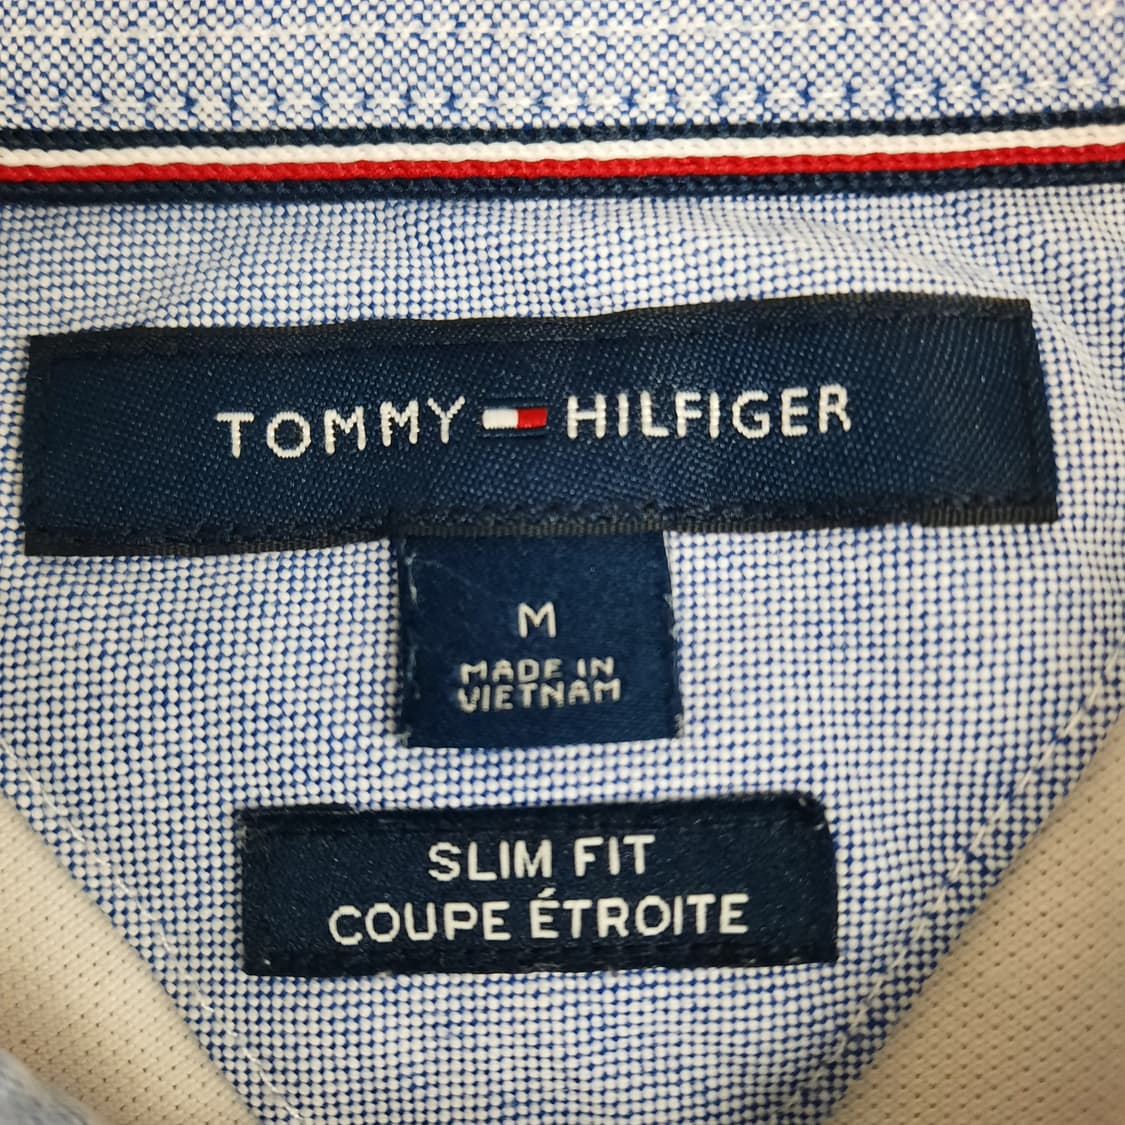 TOMMY HILFIGER
M
MADE IN
VIETNAM
SLIM FIT
COUPE ÉTROITE